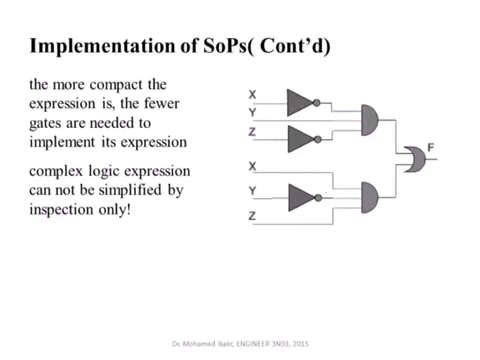 Implementation of SoPs( Cont’d)
the more compact the
expression is, the fewer
gates are needed to
implement its expression
complex logic expression
can not be simplified by
inspection only!
X
Y
Z
X
Y
Z
F
Dr. Mohamed Bakr, ENGINEER 3N03, 2015